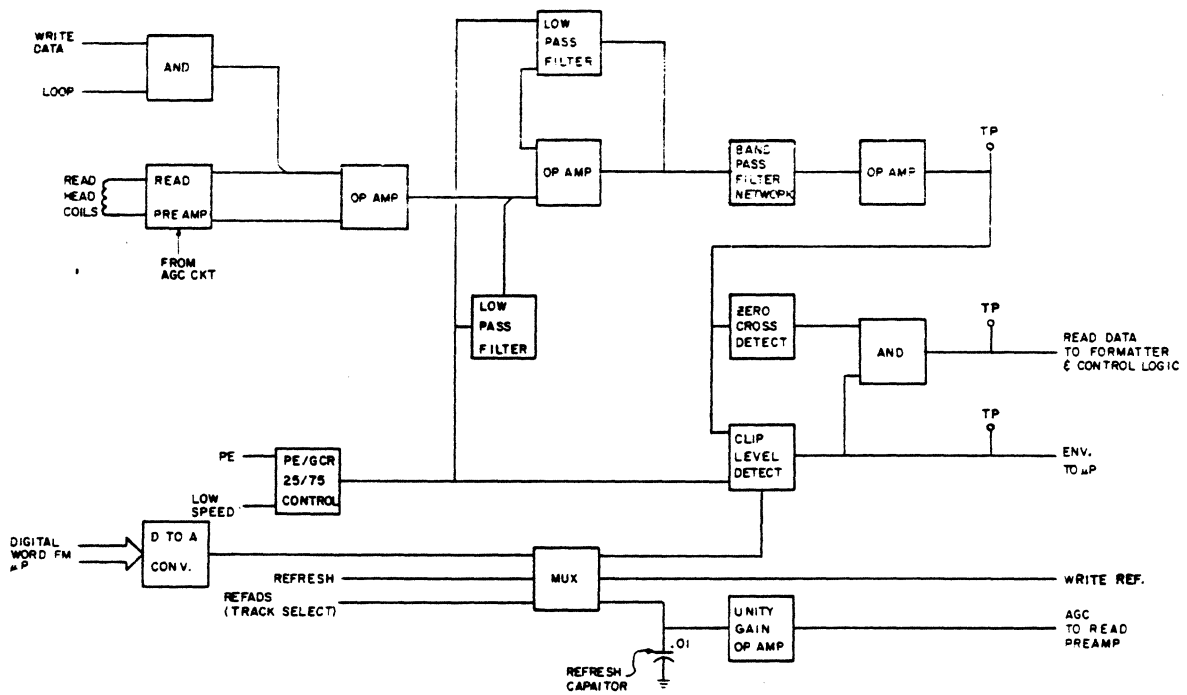 WRITE
DATA
LOOP
AND
LOW
PASS
FILTER
READ
HEAD
COILS
READ
PREAMP
FROM
AGC CKT
OP AMP
OP AMP
BAND
PASS
FILTER
NETWORK
OP AMP
TP
LOW
PASS
FILTER
ZERO
CROSS
DETECT
AND
TP
READ DATA
TO FORMATTER
& CONTROL LOGIC
PE
LOW
SPEED
PE/GCR
25/75
CONTROL
CLIP
LEVEL
DETECT
TP
ENV.
TO µP
DIGITAL
WORD FM
µP
D TO A
CONV.
REFRESH
REFADS
(TRACK SELECT)
MUX
WRITE REF.
.01
REFRESH
CAPAITOR
UNITY
GAIN
OP AMP
AGC
TO READ
PREAMP